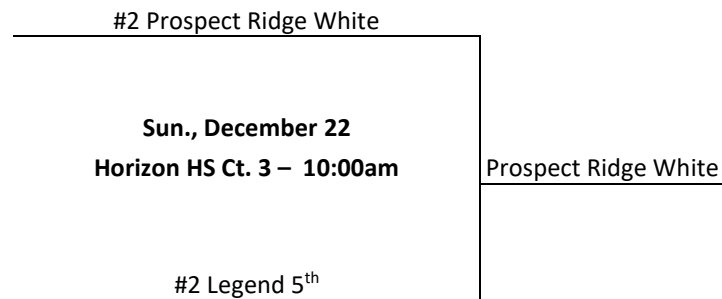 #2 Prospect Ridge White
Sun., December 22
Horizon HS Ct. 3 – 10:00am
Prospect Ridge White
#2 Legend 5th